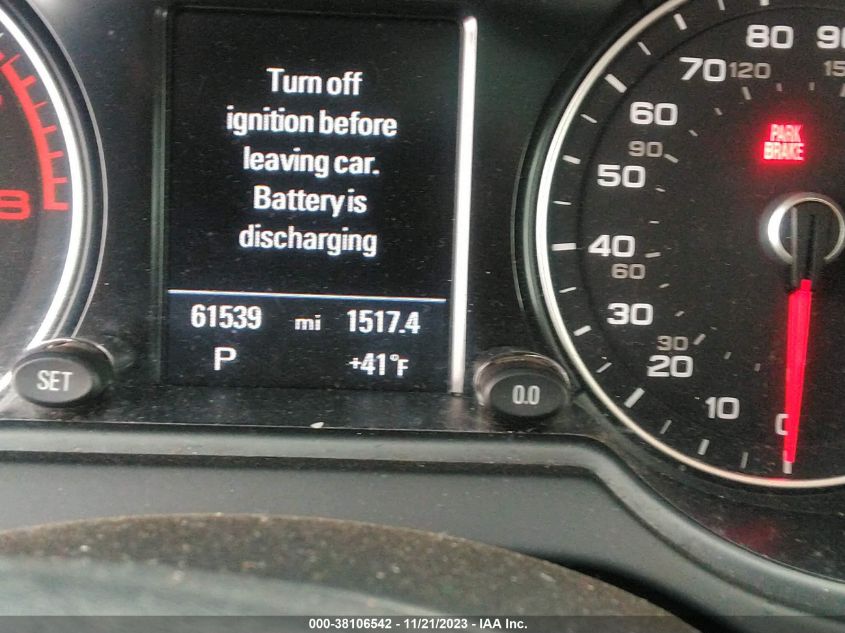 Turn off
ignition before
leaving car.
Battery is
discharging
61539 mi 1517.4
P +41°F
SET
0.0
8
80
70
120
60
90
50
40
60
30
30
20
10
0
PARK
BRAKE
000-38106542 - 11/21/2023 - IAA Inc.